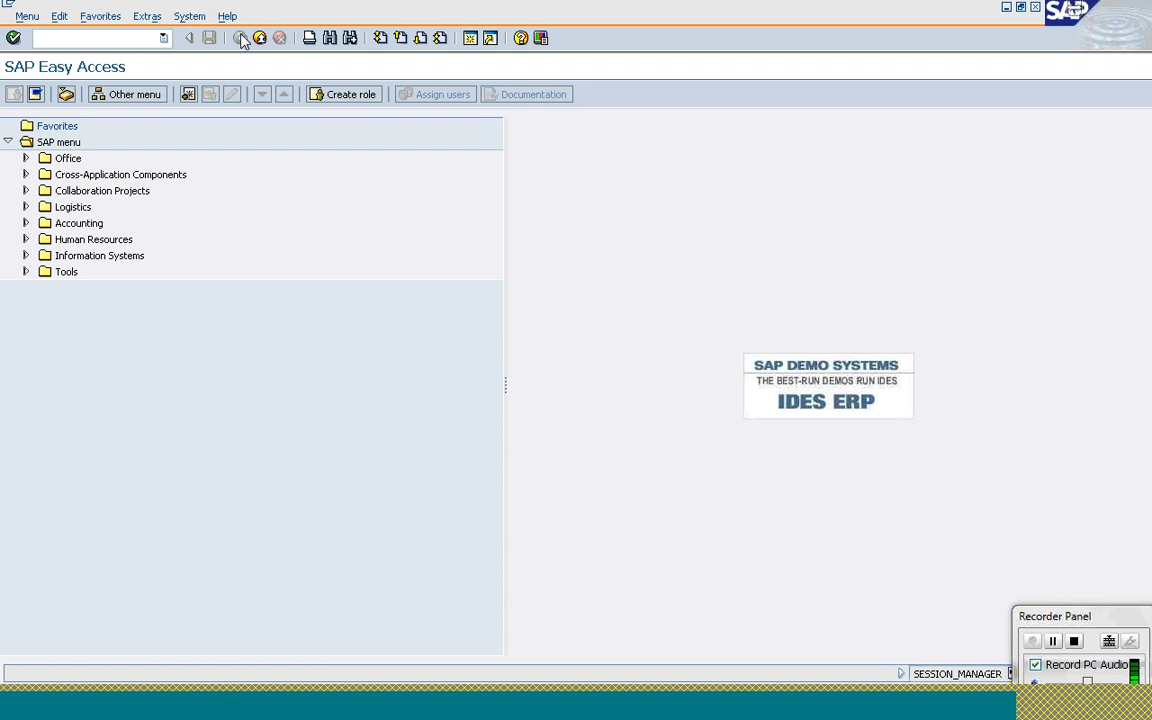 Menu Edit Favorites Extras System Help
SAP
SAP Easy Access
Other menu Create role Assign users Documentation
Favorites
SAP menu
Office
Cross-Application Components
Collaboration Projects
Logistics
Accounting
Human Resources
Information Systems
Tools
SAP DEMO SYSTEMS
THE BEST-RUN DEMOS RUN IDES
IDES ERP
Recorder Panel
Record PC Audio
SESSION_MANAGER